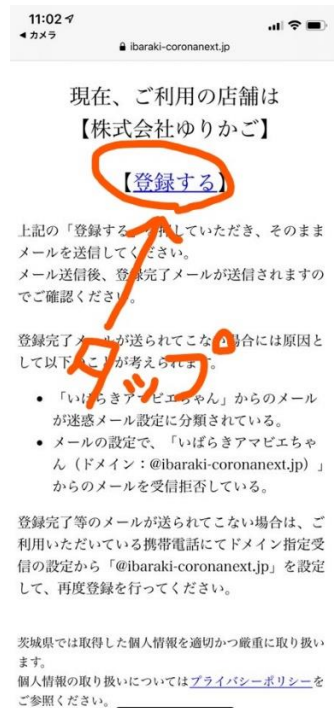 11:02
◀ カメラ
ibaraki-coronanext.jp
現在、ご利用の店舗は
【株式会社ゆりかご】
【登録する】
上記の「登録する」を押していただき、そのまま
メールを送信してください。
メール送信後、登録完了メールが送信されますの
でご確認ください。
登録完了メールが送られてこない場合には原因と
して以下のことが考えられます。
タップ
• 「いばらきアマビエちゃん」からのメール
が迷惑メール設定に分類されている。
• メールの設定で、「いばらきアマビエちゃ
ん（ドメイン：@ibaraki-coronanext.jp）」
からのメールを受信拒否している。
登録完了等のメールが送られてこない場合は、ご
利用いただいている携帯電話にてドメイン指定受
信の設定から「@ibaraki-coronanext.jp」を設定
して、再度登録を行ってください。
茨城県では取得した個人情報を適切かつ厳重に取り扱い
ます。
個人情報の取り扱いについてはプライバシーポリシーを
ご参照ください。